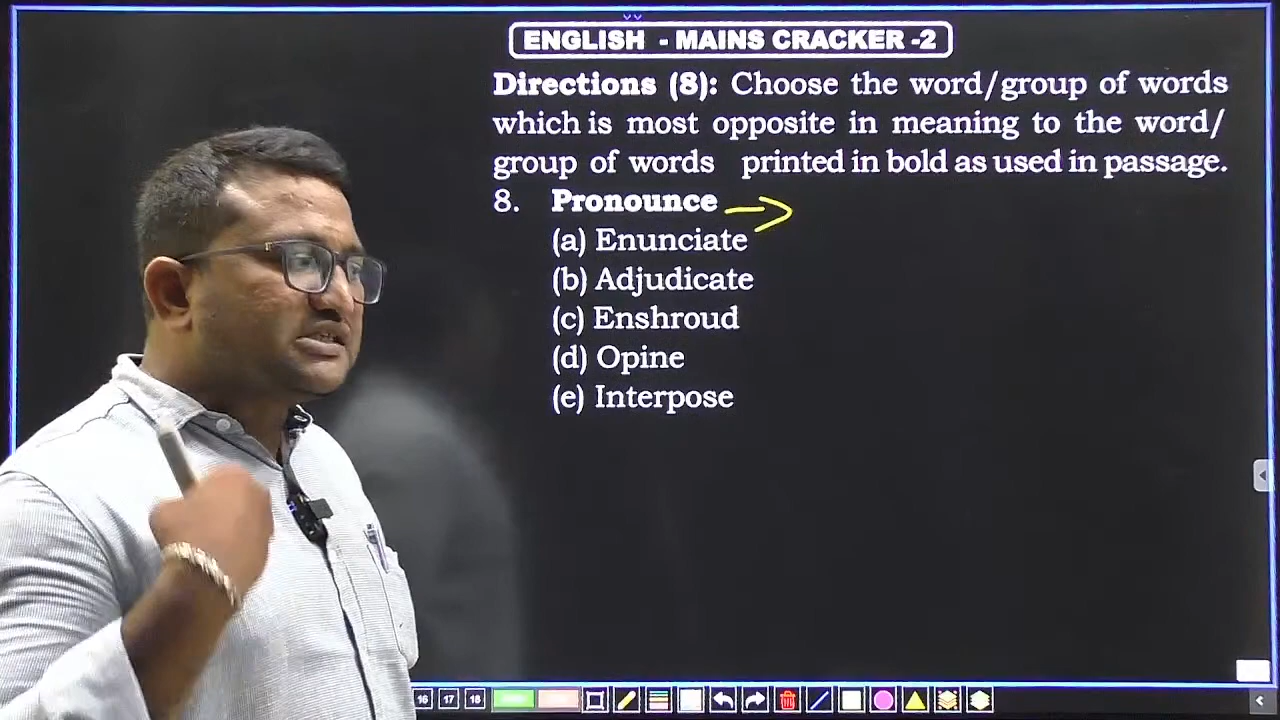 ENGLISH - MAINS CRACKER -2
Directions (8): Choose the word/group of words
which is most opposite in meaning to the word/
group of words printed in bold as used in passage.
8. Pronounce
(a) Enunciate
(b) Adjudicate
(c) Enshroud
(d) Opine
(e) Interpose
16 17 18